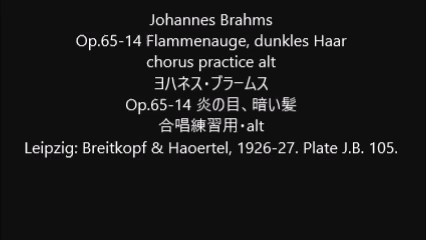 Johannes Brahms
Op.65-14 Flammenauge, dunkles Haar
chorus practice alt
ヨハネス・ブラームス
Op.65-14 炎の目、暗い髪
合唱練習用・alt
Leipzig: Breitkopf & Haoertel, 1926-27. Plate J.B. 105.